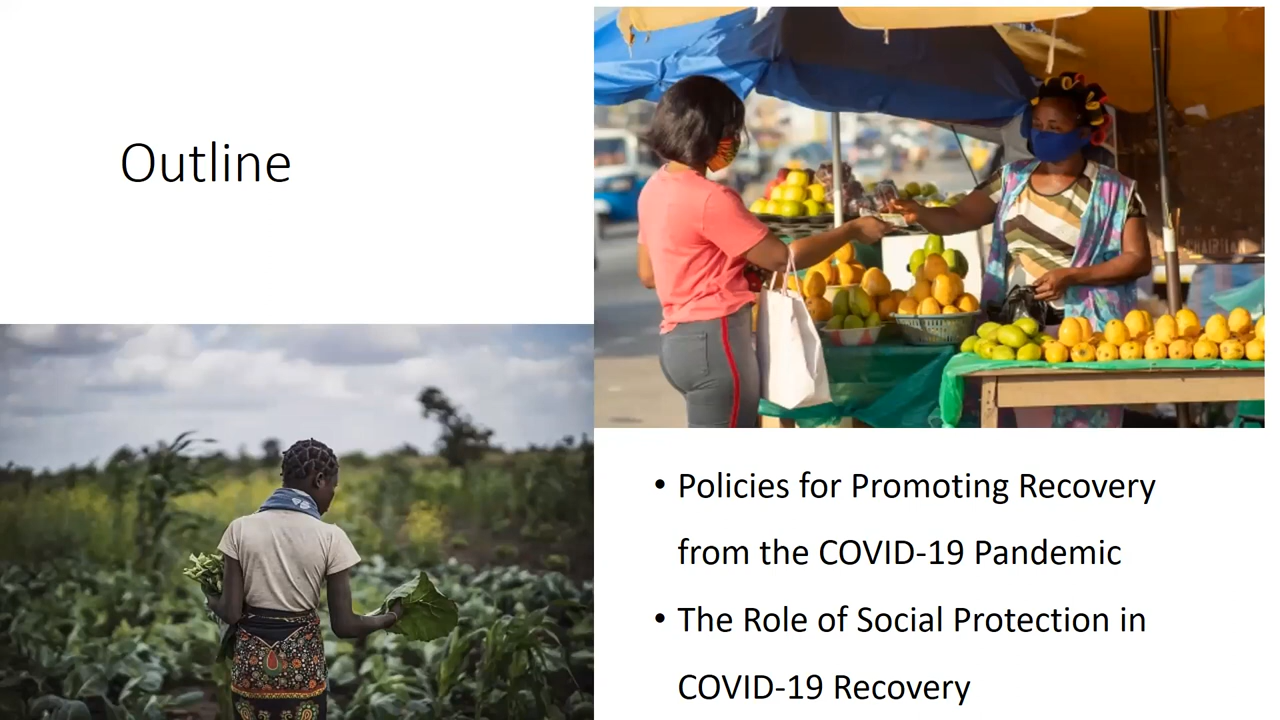 Outline
• Policies for Promoting Recovery
from the COVID-19 Pandemic
• The Role of Social Protection in
COVID-19 Recovery